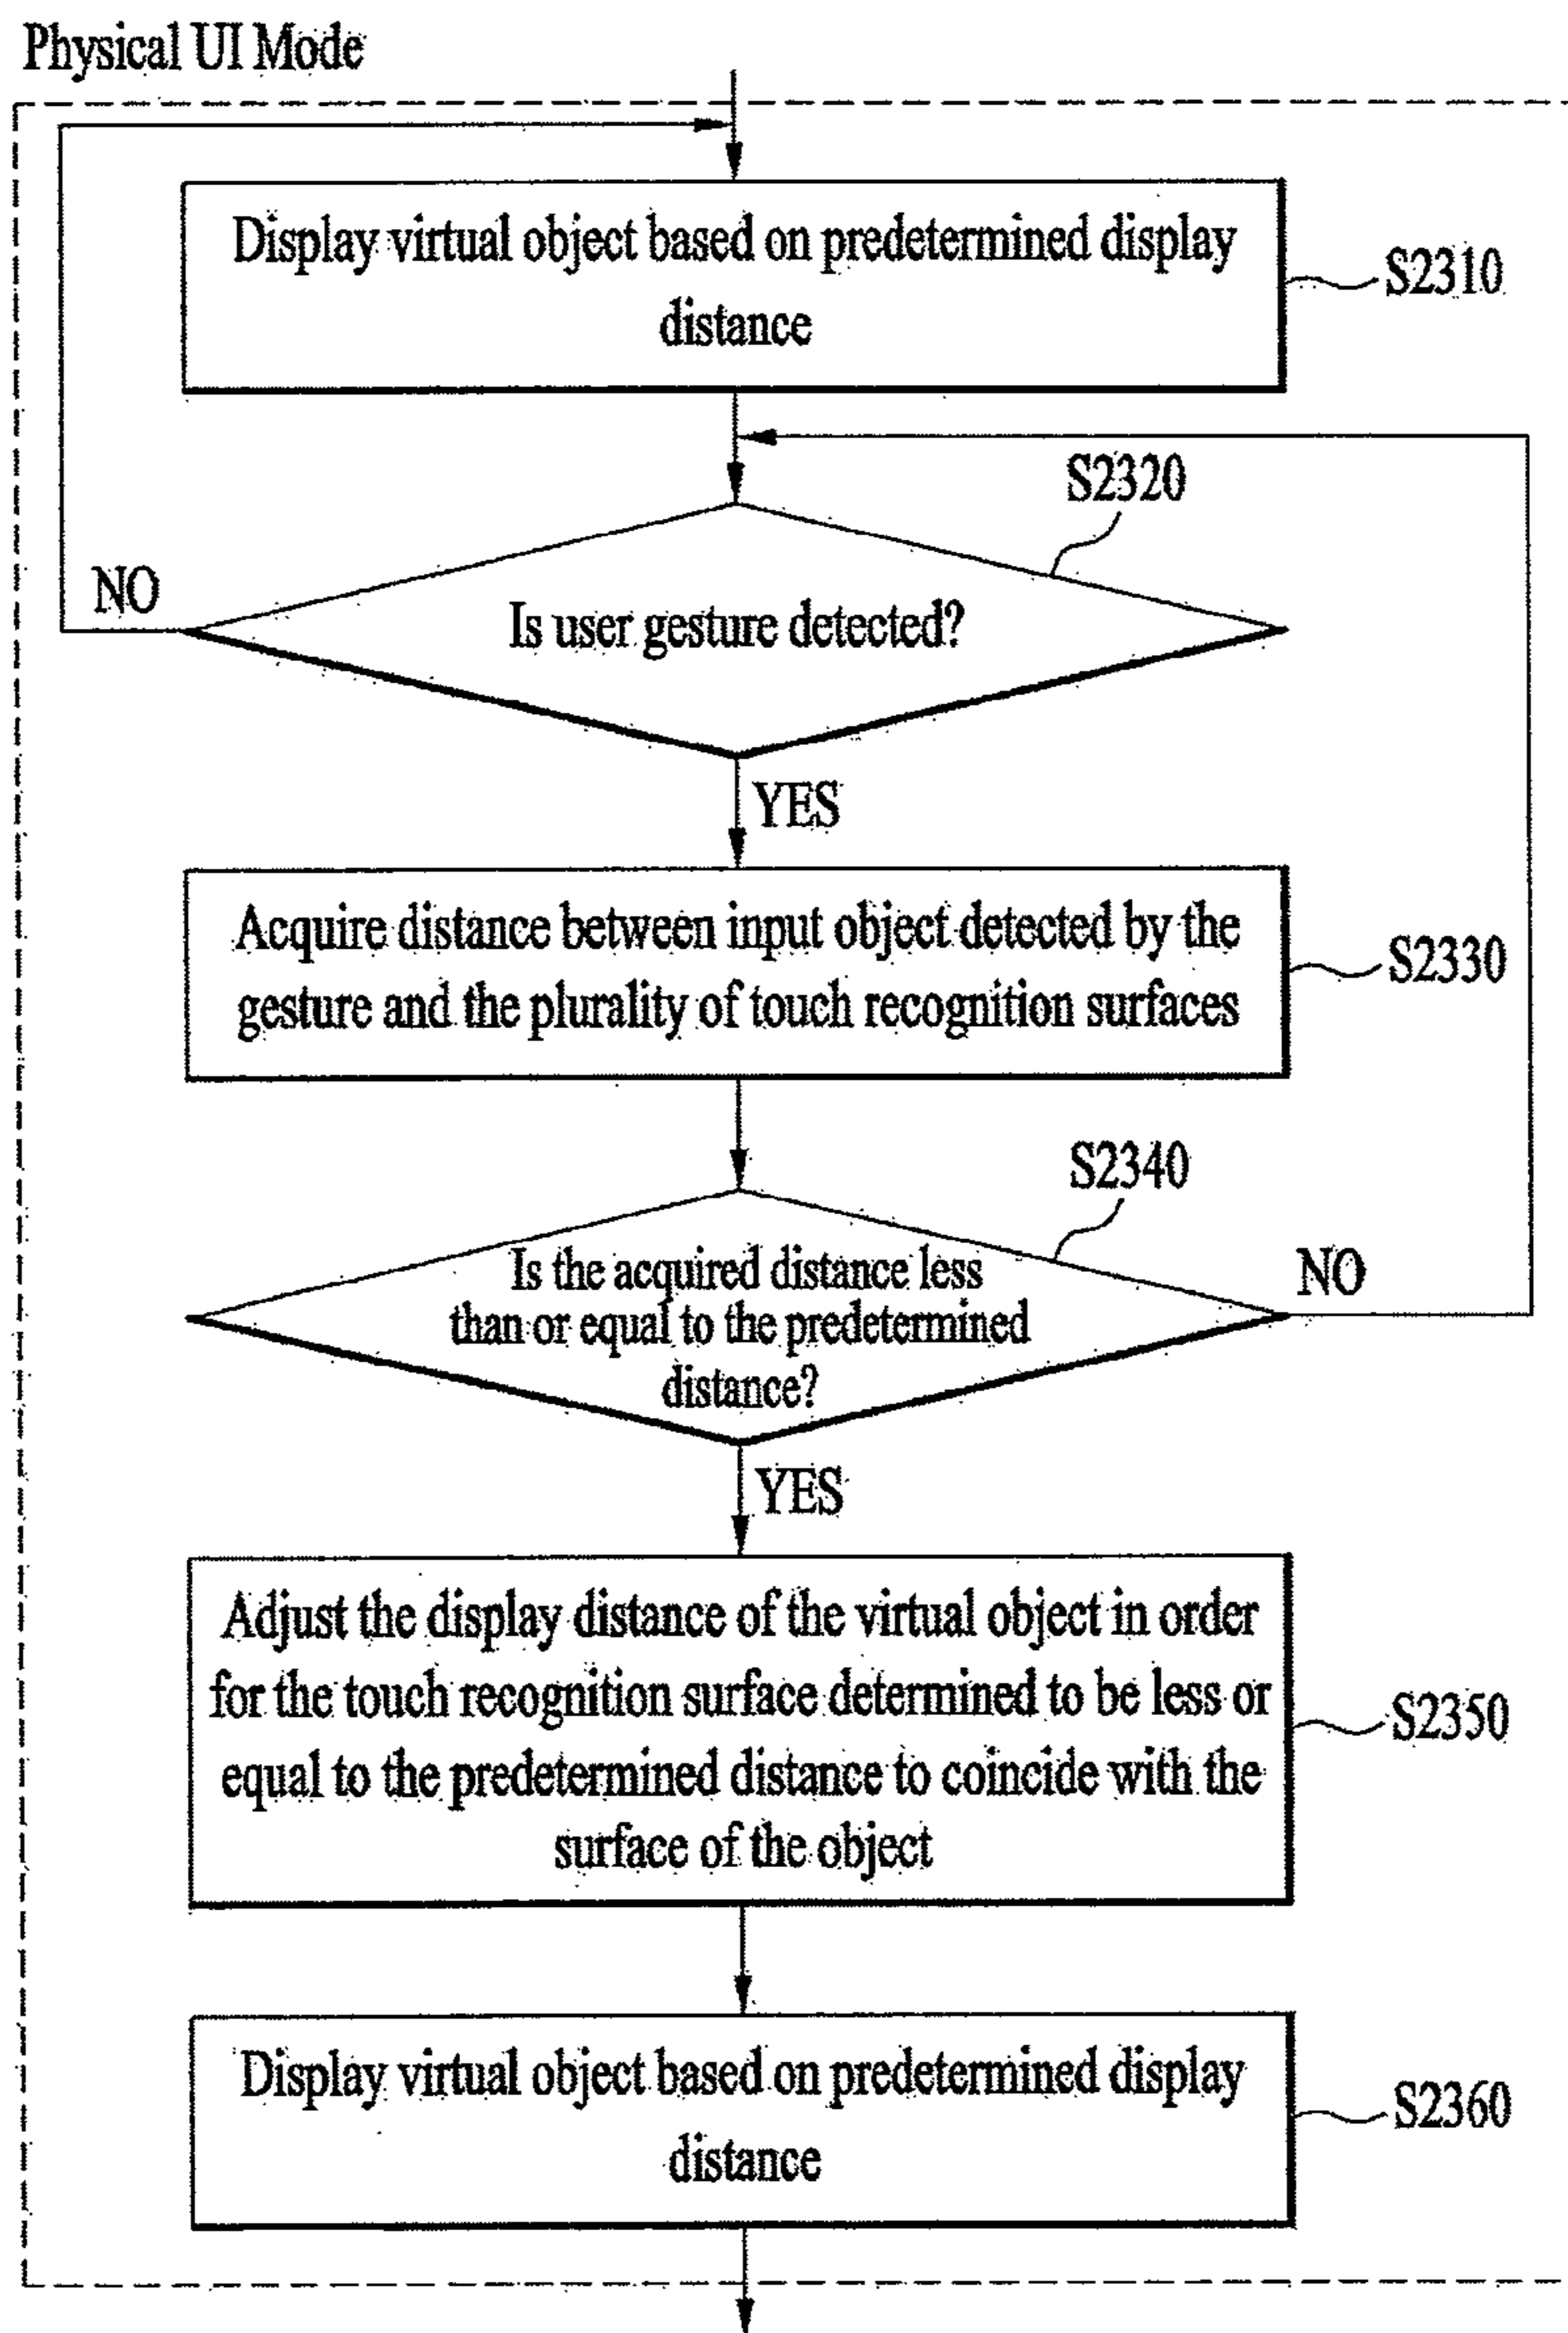 Physical UI Mode
Display virtual object based on predetermined display
distance
S2310
S2320
NO
Is user gesture detected?
YES
Acquire distance between input object detected by the
gesture and the plurality of touch recognition surfaces
S2330
S2340
Is the acquired distance less
than or equal to the predetermined
distance?
NO
YES
Adjust the display distance of the virtual object in order
for the touch recognition surface determined to be less or
equal to the predetermined distance to coincide with the
surface of the object
S2350
Display virtual object based on predetermined display
distance
S2360